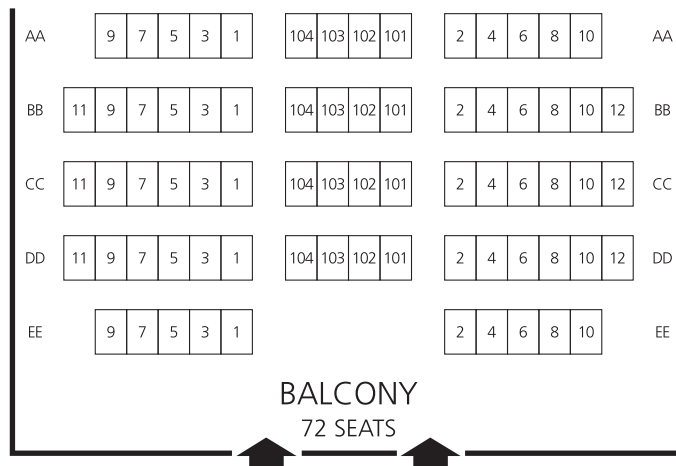 AA 9 7 5 3 1 104 103 102 101 2 4 6 8 10 AA
BB 11 9 7 5 3 1 104 103 102 101 2 4 6 8 10 12 BB
CC 11 9 7 5 3 1 104 103 102 101 2 4 6 8 10 12 CC
DD 11 9 7 5 3 1 104 103 102 101 2 4 6 8 10 12 DD
EE 9 7 5 3 1 2 4 6 8 10 EE
BALCONY
72 SEATS